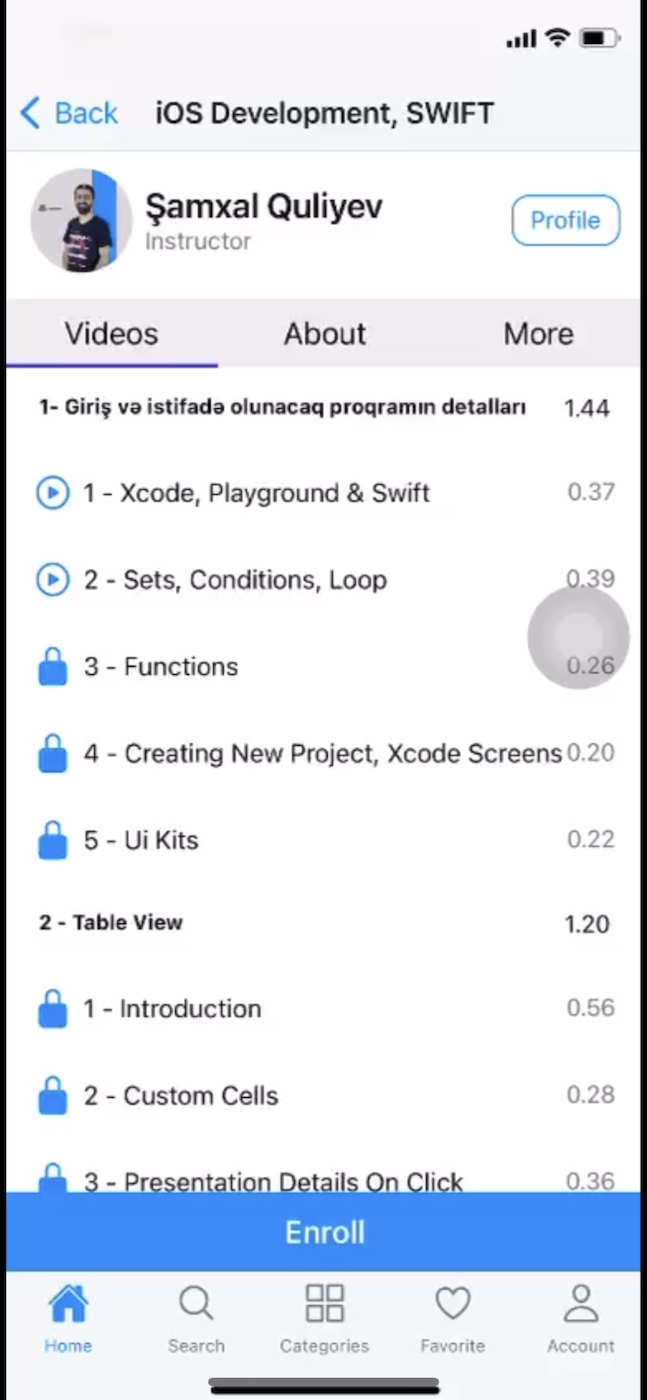 Back
iOS Development, SWIFT
Şamxal Quliyev
Instructor
Profile
Videos
About
More
1- Giriş və istifadə olunacaq proqramın detalları 1.44
1 - Xcode, Playground & Swift 0.37
2 - Sets, Conditions, Loop 0.39
3 - Functions 0.26
4 - Creating New Project, Xcode Screens 0.20
5 - Ui Kits 0.22
2 - Table View 1.20
1 - Introduction 0.56
2 - Custom Cells 0.28
3 - Presentation Details On Click 0.36
Enroll
Home
Search
Categories
Favorite
Account